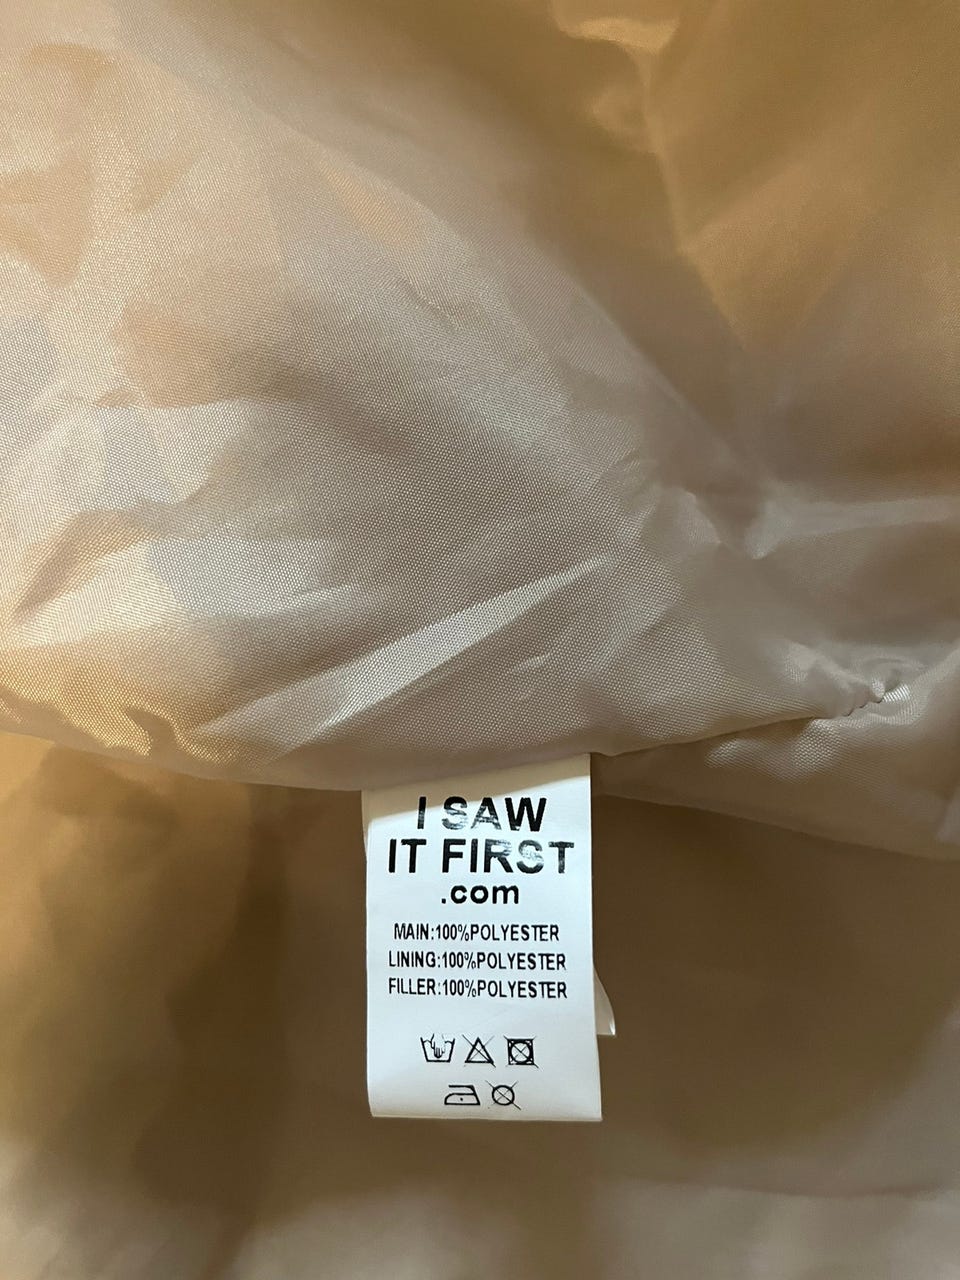 I SAW
IT FIRST
.com
MAIN:100%POLYESTER
LINING:100%POLYESTER
FILLER:100%POLYESTER